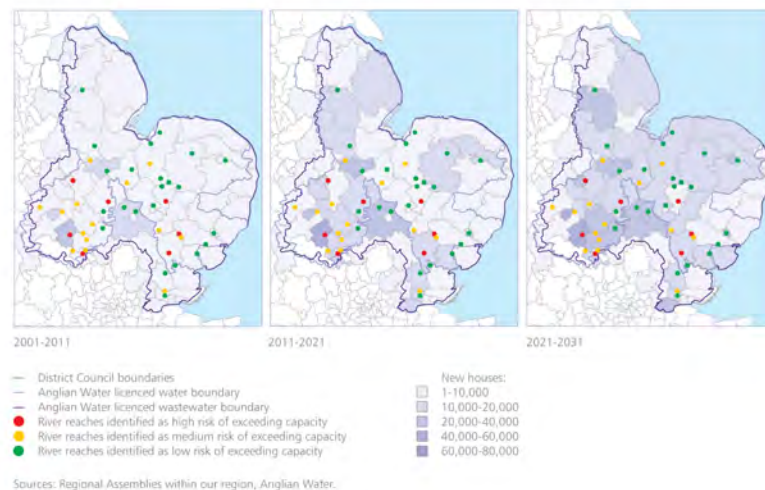 2001-2011
2011-2021
2021-2031
District Council boundaries
Anglian Water licenced water boundary
Anglian Water licenced wastewater boundary
River reaches identified as high risk of exceeding capacity
River reaches identified as medium risk of exceeding capacity
River reaches identified as low risk of exceeding capacity
New houses:
1-10,000
10,000-20,000
20,000-40,000
40,000-60,000
60,000-80,000
Sources: Regional Assemblies within our region, Anglian Water.